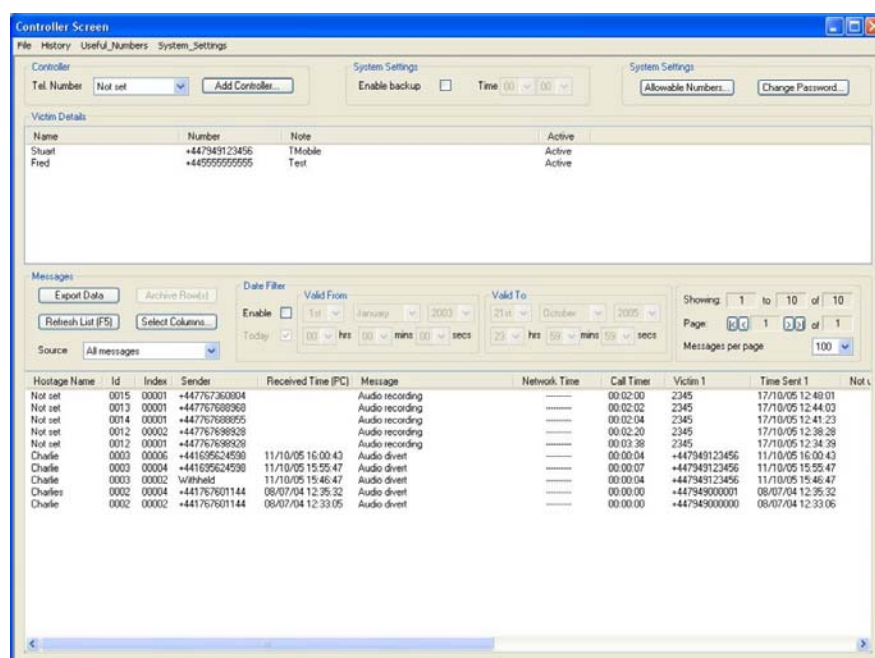 Controller Screen
File History Useful_Numbers System_Settings
Controller System Settings System Settings
Tel. Number Not set Add Controller... Enable backup Time 00 00 Allowable Numbers... Change Password...
Victim Details
Name Number Note Active
Stuart +447949123456 TMobile Active
Fred +445555555555 Test Active
Messages
Export Data Archive Row(s) Date Filter Valid From Valid To Showing: 1 to 10 of 10
Enable 1st January 2003 21st October 2005
Refresh List (F5) Select Columns... Page: 1 of 1
Today 00 hrs 00 mins 00 secs 23 hrs 59 mins 59 secs
Source All messages Messages per page 100
Hostage Name Id Index Sender Received Time (PC) Message Network Time Call Timer Victim 1 Time Sent 1 Not u
Not set 0015 00001 +447767360804 Audio recording -------- 00:02:00 2345 17/10/05 12:48:01
Not set 0013 00001 +447767688968 Audio recording -------- 00:02:02 2345 17/10/05 12:44:03
Not set 0014 00001 +447767688855 Audio recording -------- 00:02:04 2345 17/10/05 12:41:23
Not set 0012 00002 +447767698928 Audio recording -------- 00:02:20 2345 17/10/05 12:38:28
Not set 0012 00001 +447767698928 Audio recording -------- 00:03:38 2345 17/10/05 12:34:39
Charlie 0003 00006 +441695624598 11/10/05 16:00:43 Audio divert -------- 00:00:04 +447949123456 11/10/05 16:00:43
Charlie 0003 00004 +441695624598 11/10/05 15:55:47 Audio divert -------- 00:00:07 +447949123456 11/10/05 15:55:47
Charlie 0003 00002 Withheld 11/10/05 15:46:47 Audio divert -------- 00:00:04 +447949123456 11/10/05 15:46:47
Charlies 0002 00004 +441767601144 08/07/04 12:35:32 Audio divert -------- 00:00:00 +447949000001 08/07/04 12:35:32
Charlie 0002 00002 +441767601144 08/07/04 12:33:05 Audio divert -------- 00:00:00 +447949000000 08/07/04 12:33:06